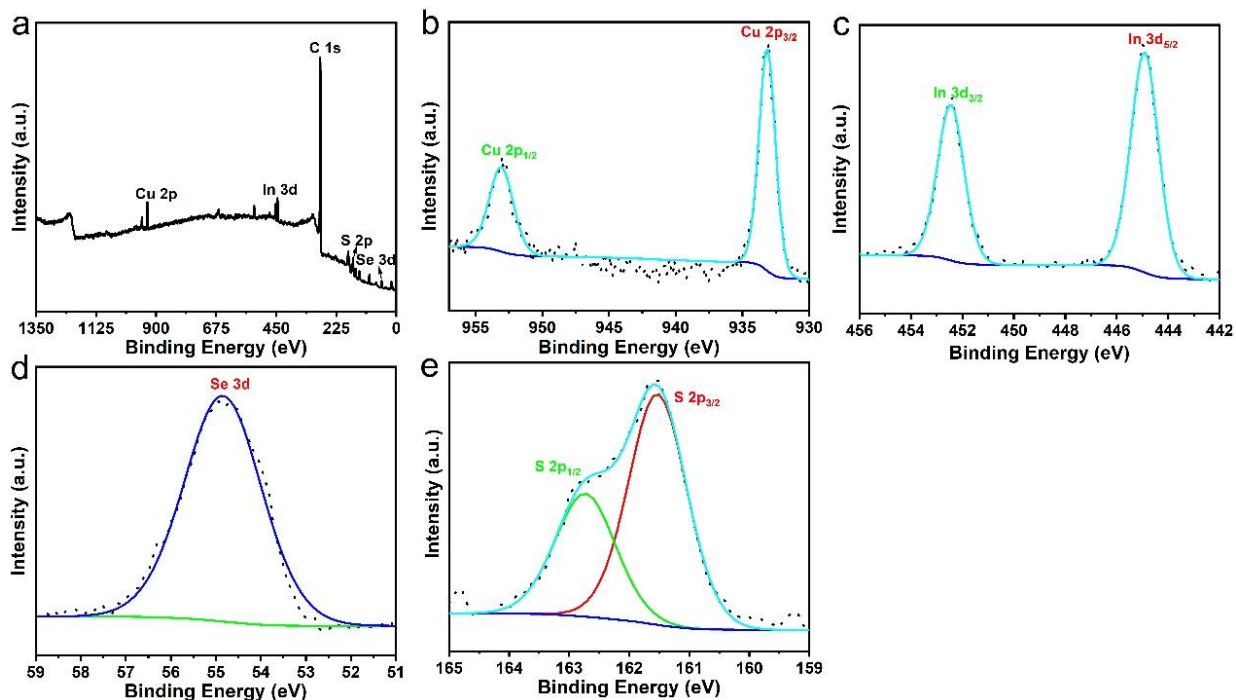 a
C 1s
Cu 2p
In 3d
S 2p
Se 3d
Intensity (a.u.)
1350 1125 900 675 450 225 0
Binding Energy (eV)
b
Cu 2p3/2
Cu 2p1/2
Intensity (a.u.)
955 950 945 940 935 930
Binding Energy (eV)
c
In 3d5/2
In 3d3/2
Intensity (a.u.)
456 454 452 450 448 446 444 442
Binding Energy (eV)
d
Se 3d
Intensity (a.u.)
59 58 57 56 55 54 53 52 51
Binding Energy (eV)
e
S 2p3/2
S 2p1/2
Intensity (a.u.)
165 164 163 162 161 160 159
Binding Energy (eV)